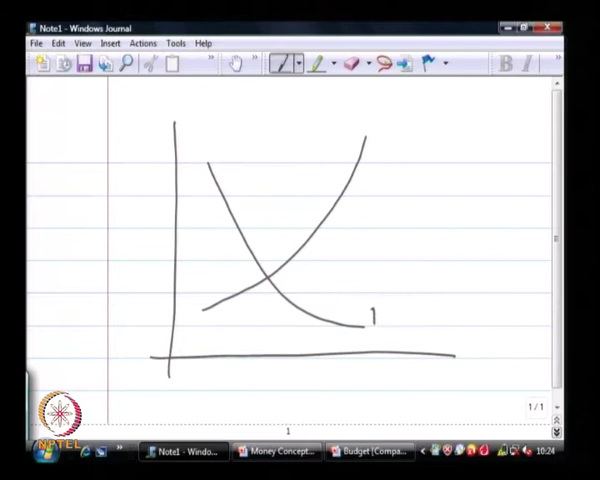 Note1 - Windows Journal
File Edit View Insert Actions Tools Help
B I
1
1/1
1
NPTEL
Note1 - Windo...
Money Concept...
Budget [Compa...
10:24